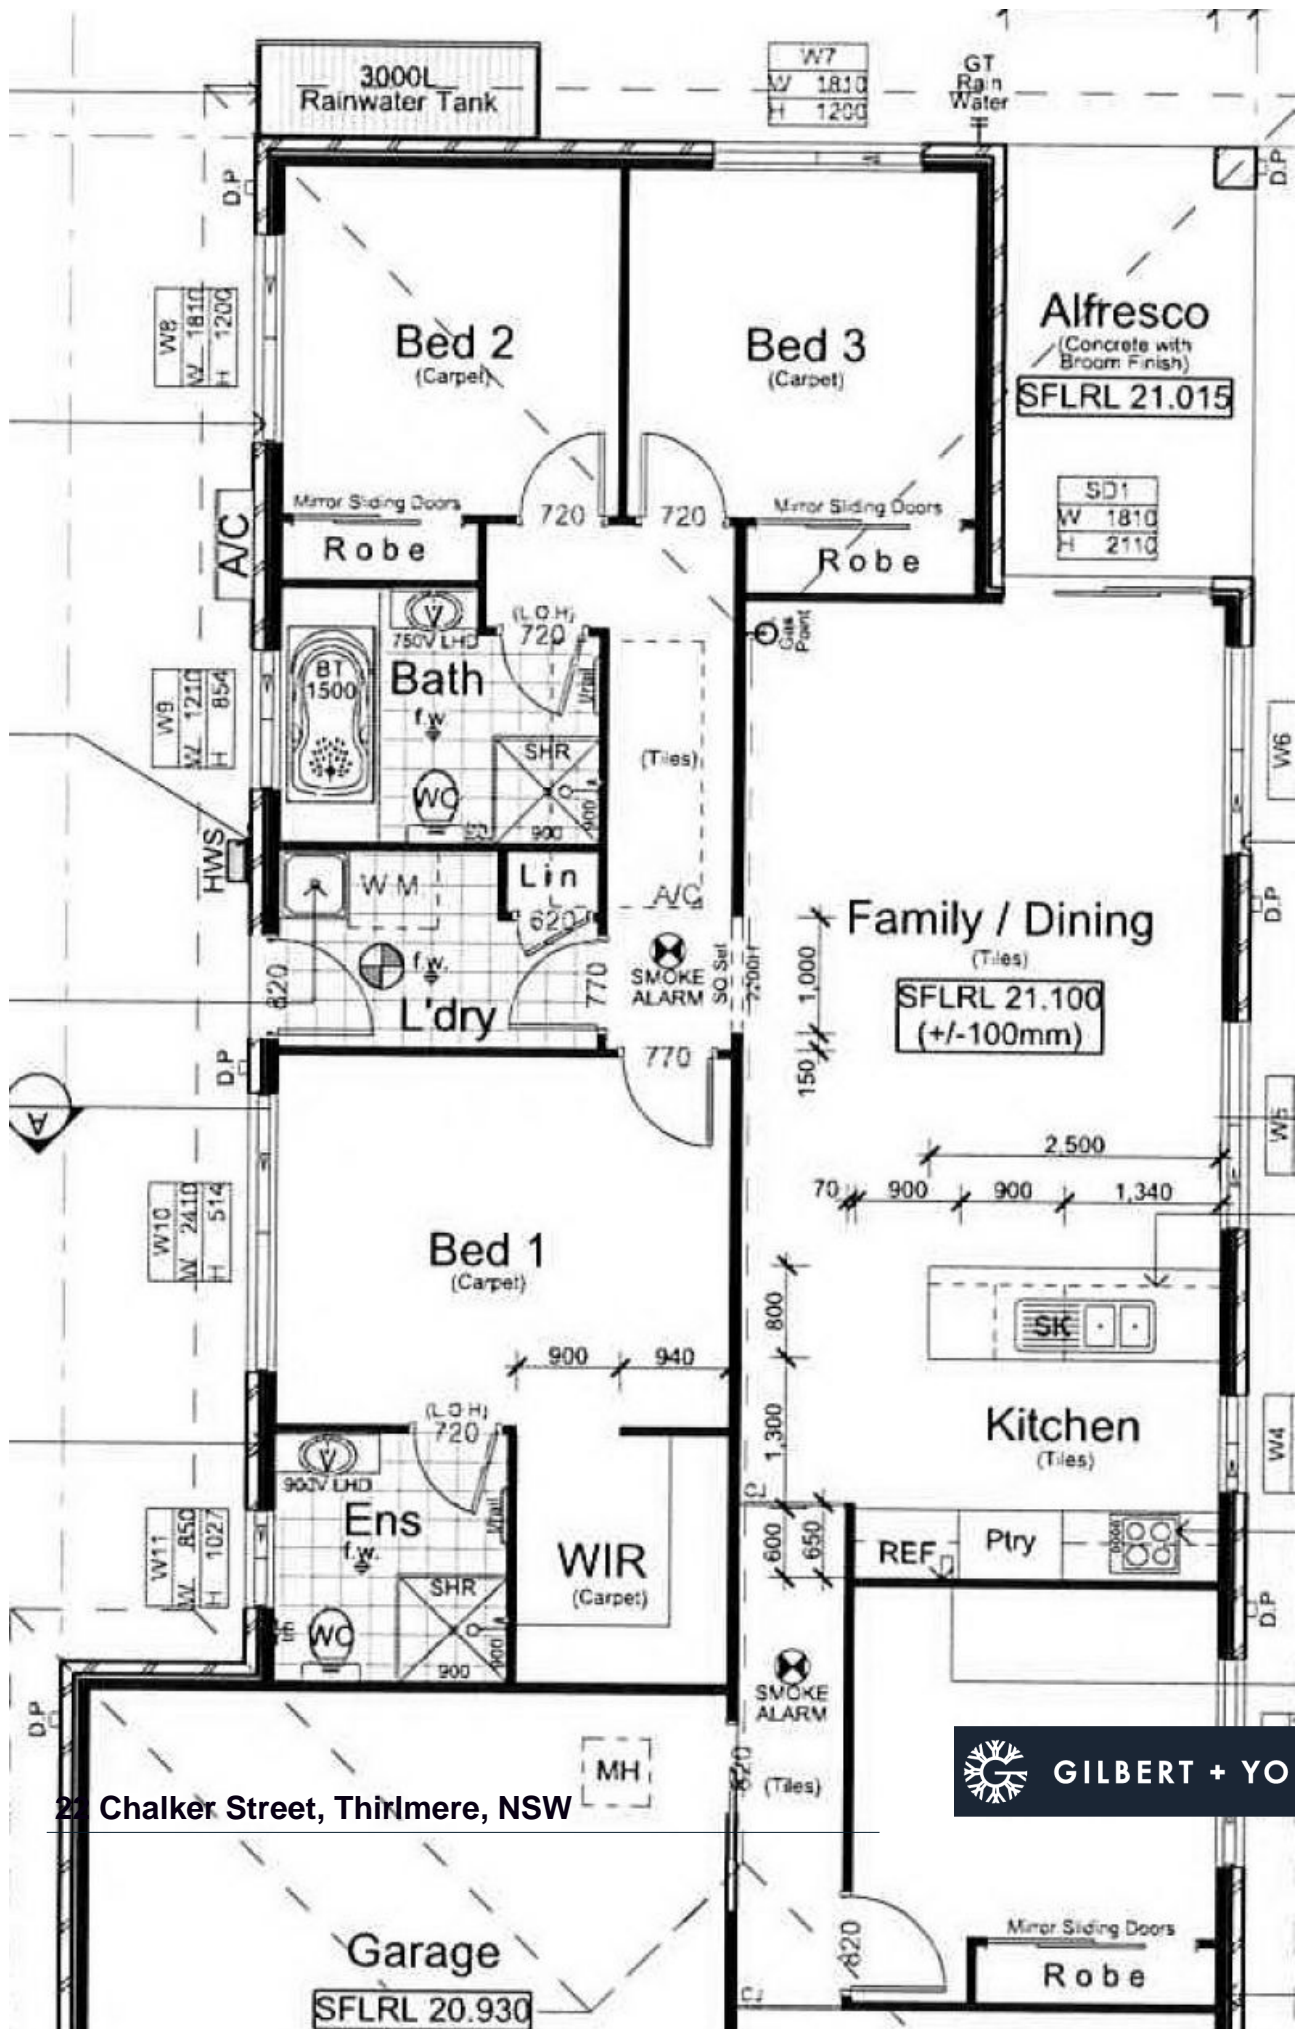 3000L
Rainwater Tank
W7
W 1810
H 1200
GT
Rain
Water
D.P
D.P
W8
W 1810
H 1200
Bed 2
(Carpet)
Bed 3
(Carpet)
Alfresco
(Concrete with
Broom Finish)
SFLRL 21.015
SD1
W 1810
H 2110
Mirror Sliding Doors
720
720
Mirror Sliding Doors
A/C
Robe
Robe
V
750V LHD
(L.O.H)
720
Gas
Point
BT
1500
Bath
f.w
W9
W 1210
H 854
SHR
WC
900
900
(Tiles)
W6
HWS
W M
Lin
620
A/C
D.P
Family / Dining
(Tiles)
SFLRL 21.100
(+/-100mm)
820
f.w.
L'dry
770
SMOKE
ALARM
SQ Set
2200H
1,000
150
770
D.P
A
W5
2,500
70
900
900
1,340
W10
W 2410
H 514
Bed 1
(Carpet)
900
940
800
SK
1,300
Kitchen
(Tiles)
W4
(L.O.H)
720
V
900V LHD
CJ
Ens
f.w.
W11
W 850
H 1027
SHR
WC
900
900
WIR
(Carpet)
600
650
REF
Ptry
D.P
SMOKE
ALARM
D.P
MH
820
(Tiles)
GILBERT + YO
22 Chalker Street, Thirlmere, NSW
Garage
SFLRL 20.930
820
Mirror Sliding Doors
Robe
CJ